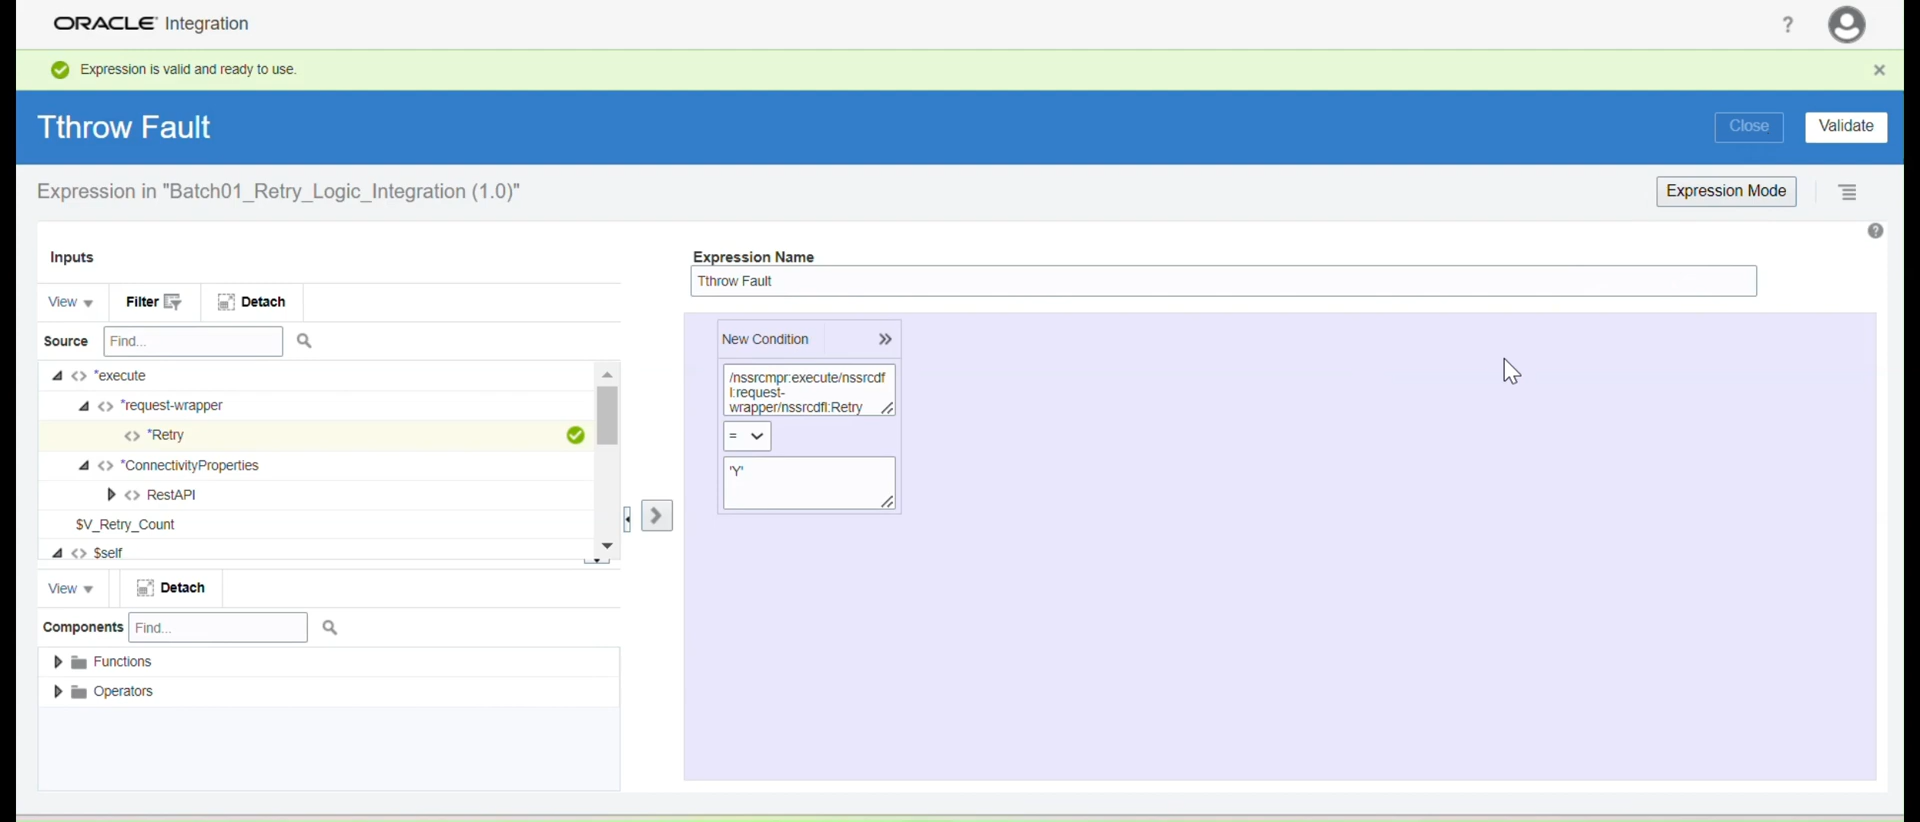 ORACLE Integration
?
Expression is valid and ready to use.
Tthrow Fault
Close
Validate
Expression in "Batch01_Retry_Logic_Integration (1.0)"
Expression Mode
?
Inputs
Expression Name
View
Filter
Detach
Tthrow Fault
Source
Find...
New Condition
*execute
/nssrcmpr:execute/nssrcdf
l:request-
wrapper/nssrcdfl:Retry
*request-wrapper
*Retry
=
*ConnectivityProperties
'Y'
RestAPI
$V_Retry_Count
$self
View
Detach
Components
Find...
Functions
Operators